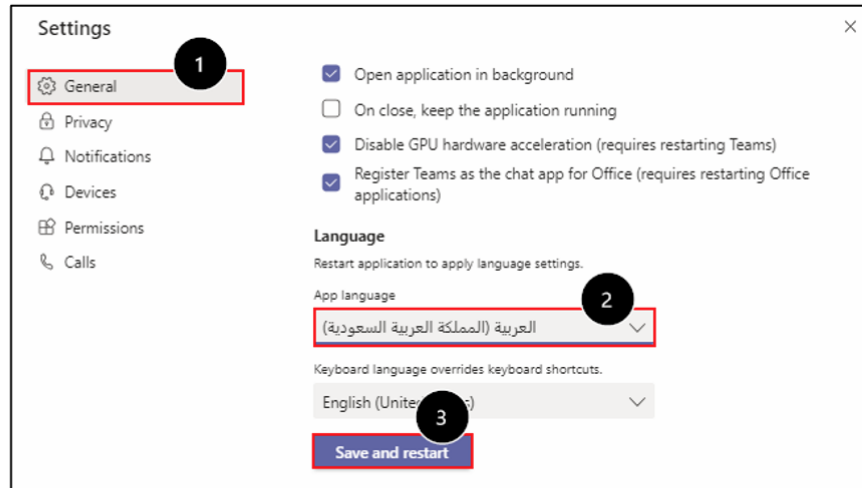 Settings
1
General
Privacy
Notifications
Devices
Permissions
Calls
Open application in background
On close, keep the application running
Disable GPU hardware acceleration (requires restarting Teams)
Register Teams as the chat app for Office (requires restarting Office
applications)
Language
Restart application to apply language settings.
App language
2
العربية (المملكة العربية السعودية)
Keyboard language overrides keyboard shortcuts.
English
3
Save and restart